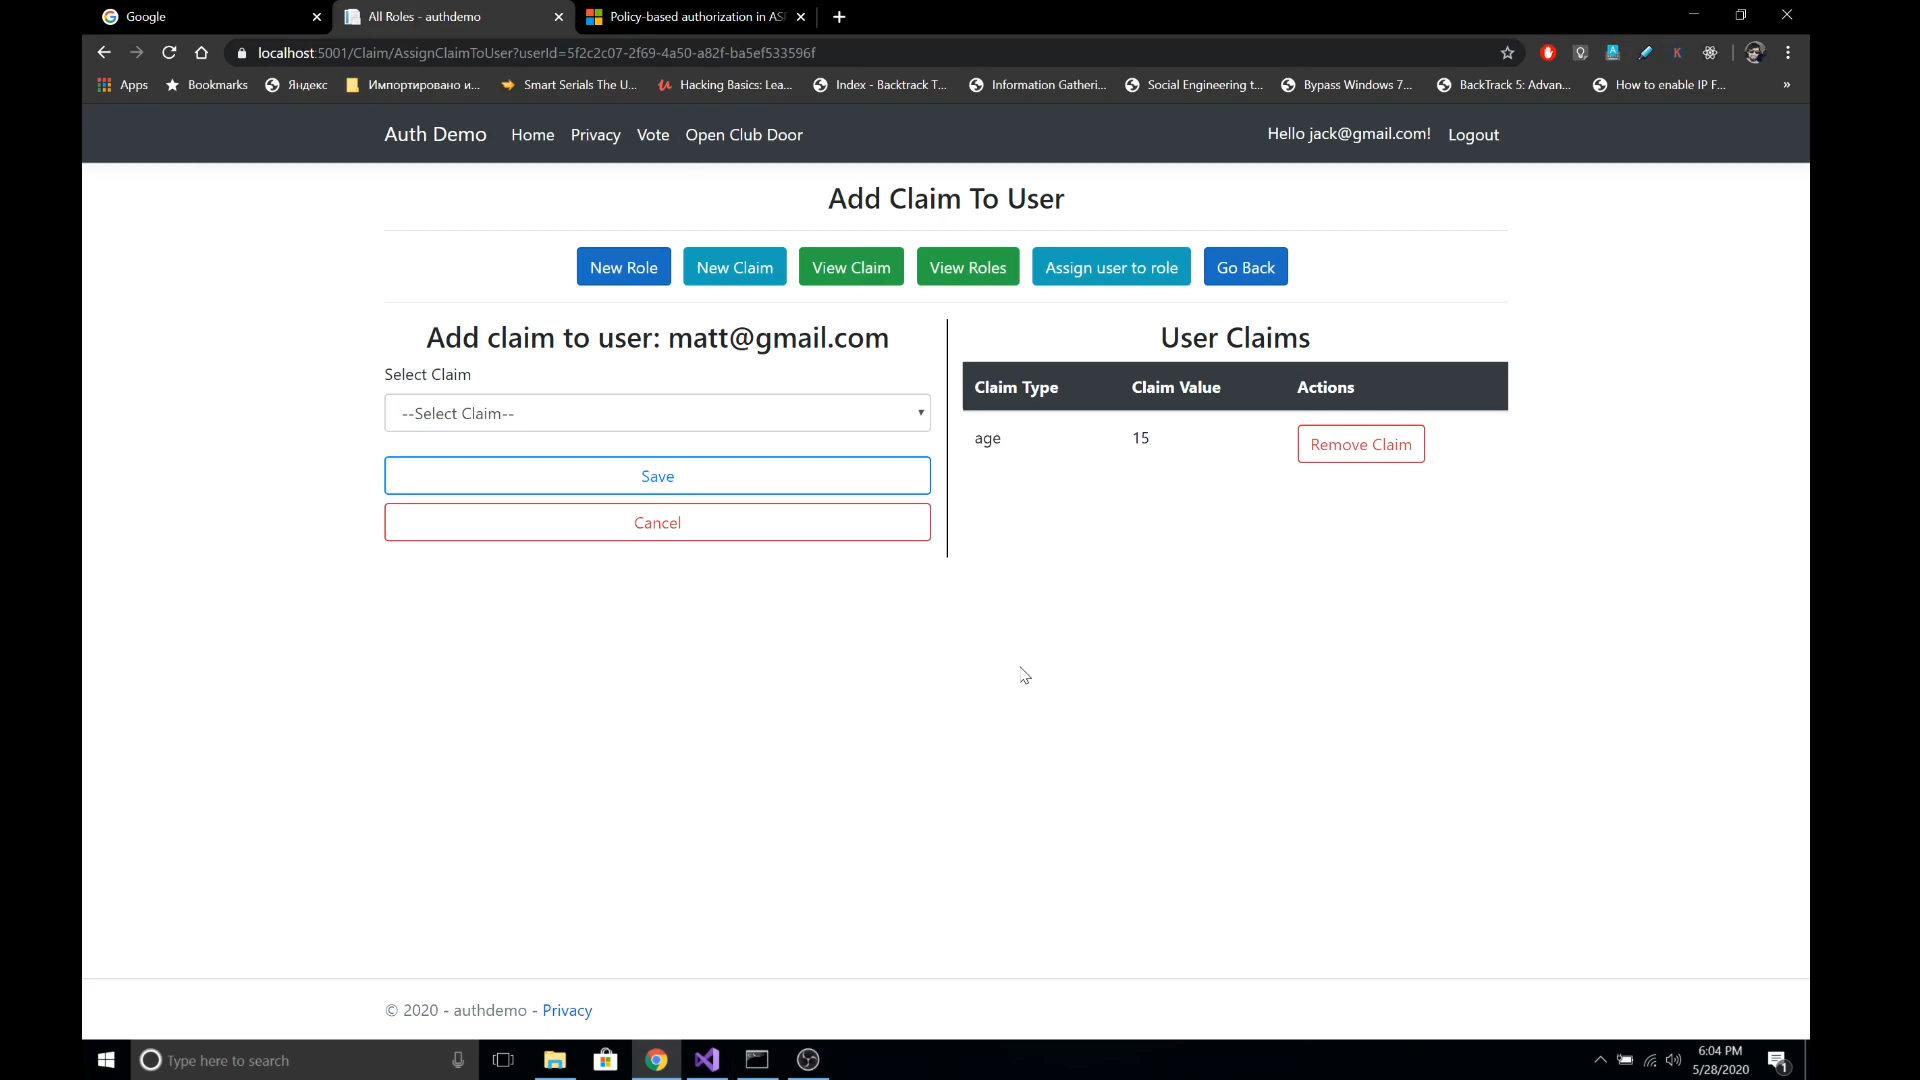 Google
All Roles - authdemo
Policy-based authorization in AS
localhost:5001/Claim/AssignClaimToUser?userId=5f2c2c07-2f69-4a50-a82f-ba5ef533596f
Apps
Bookmarks
Яндекс
Импортировано и...
Smart Serials The U...
Hacking Basics: Lea...
Index - Backtrack T...
Information Gatheri...
Social Engineering t...
Bypass Windows 7...
BackTrack 5: Advan...
How to enable IP F...
»
Auth Demo
Home
Privacy
Vote
Open Club Door
Hello jack@gmail.com!
Logout
Add Claim To User
New Role
New Claim
View Claim
View Roles
Assign user to role
Go Back
Add claim to user: matt@gmail.com
Select Claim
--Select Claim--
Save
Cancel
User Claims
Claim Type
Claim Value
Actions
age
15
Remove Claim
© 2020 - authdemo - Privacy
Type here to search
6:04 PM
5/28/2020
1